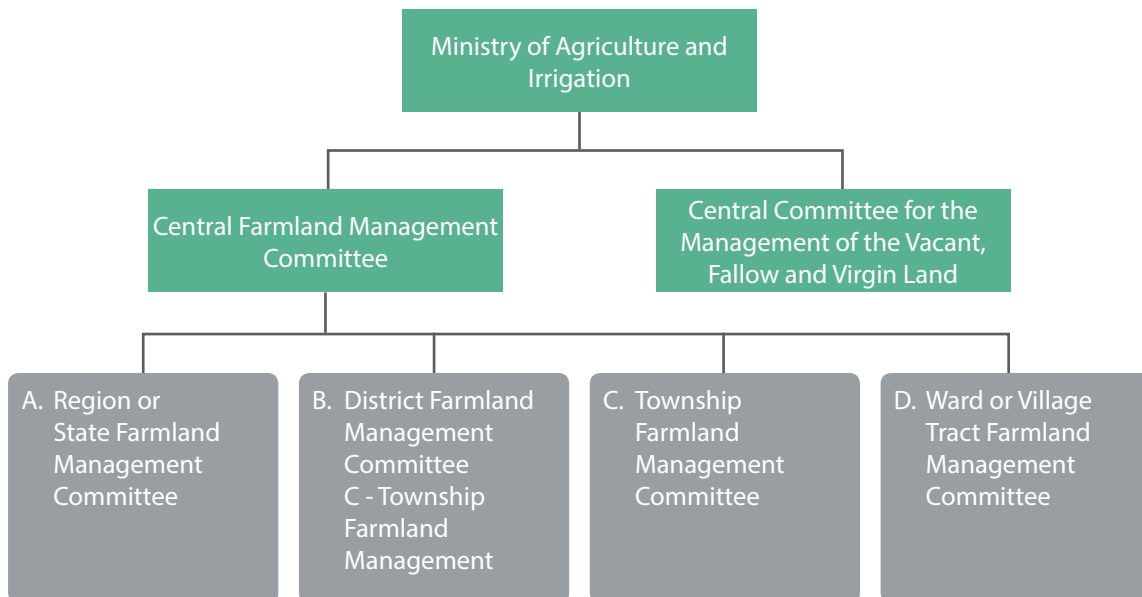 Ministry of Agriculture and
Irrigation
Central Farmland Management
Committee
Central Committee for the
Management of the Vacant,
Fallow and Virgin Land
A. Region or
State Farmland
Management
Committee
B. District Farmland
Management
Committee
C - Township
Farmland
Management
C. Township
Farmland
Management
Committee
D. Ward or Village
Tract Farmland
Management
Committee